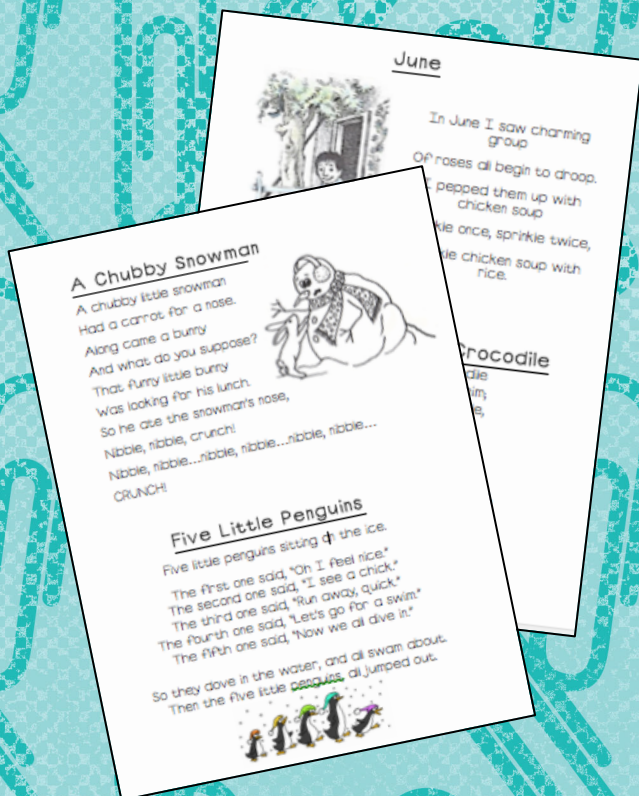 June
In June I saw charming
group
Of roses all begin to droop.
I pepped them up with
chicken soup
kle once, sprinkle twice,
kle chicken soup with
rice.
Crocodile
dile
him;
e,
A Chubby Snowman
A chubby little snowman
Had a carrot for a nose.
Along came a bunny
And what do you suppose?
That funny little bunny
Was looking for his lunch.
So he ate the snowman's nose,
Nibble, nibble, crunch!
Nibble, nibble...nibble, nibble...nibble, nibble...
CRUNCH!
Five Little Penguins
Five little penguins sitting on the ice.
The first one said, "Oh I feel nice."
The second one said, "I see a chick."
The third one said, "Run away, quick."
The fourth one said, "Let's go for a swim."
The fifth one said, "Now we all dive in."
So they dove in the water, and all swam about.
Then the five little penguins, all jumped out.